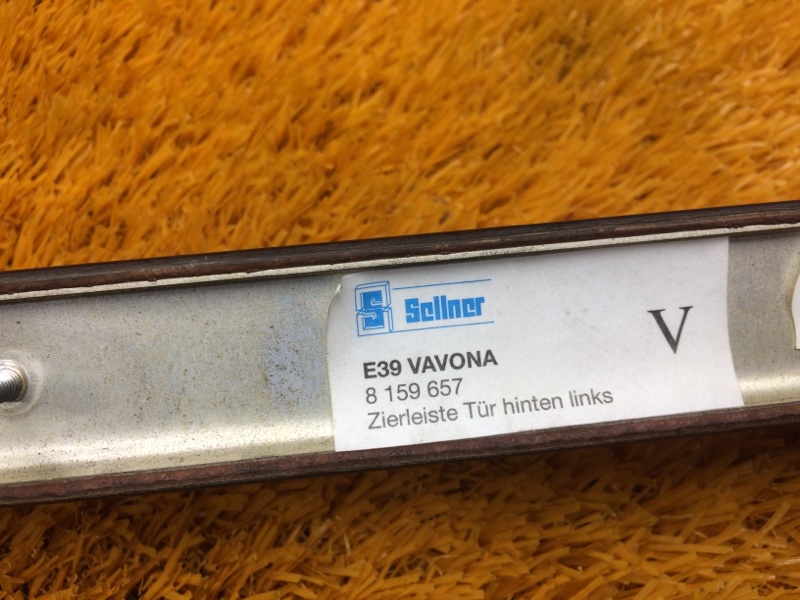 S Sellner
V
E39 VAVONA
8 159 657
Zierleiste Tür hinten links